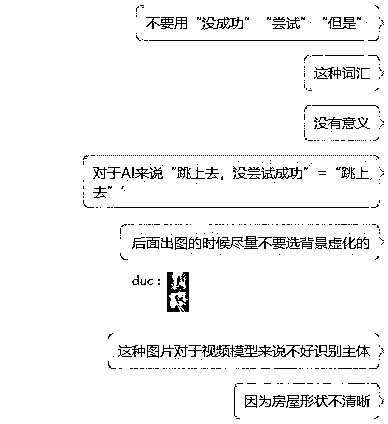 不要用“没成功”“尝试”“但是”
这种词汇
没有意义
对于AI来说“跳上去，没尝试成功”=“跳上
去”
后面出图的时候尽量不要选背景虚化的
duc：
这种图片对于视频模型来说不好识别主体
因为房屋形状不清晰